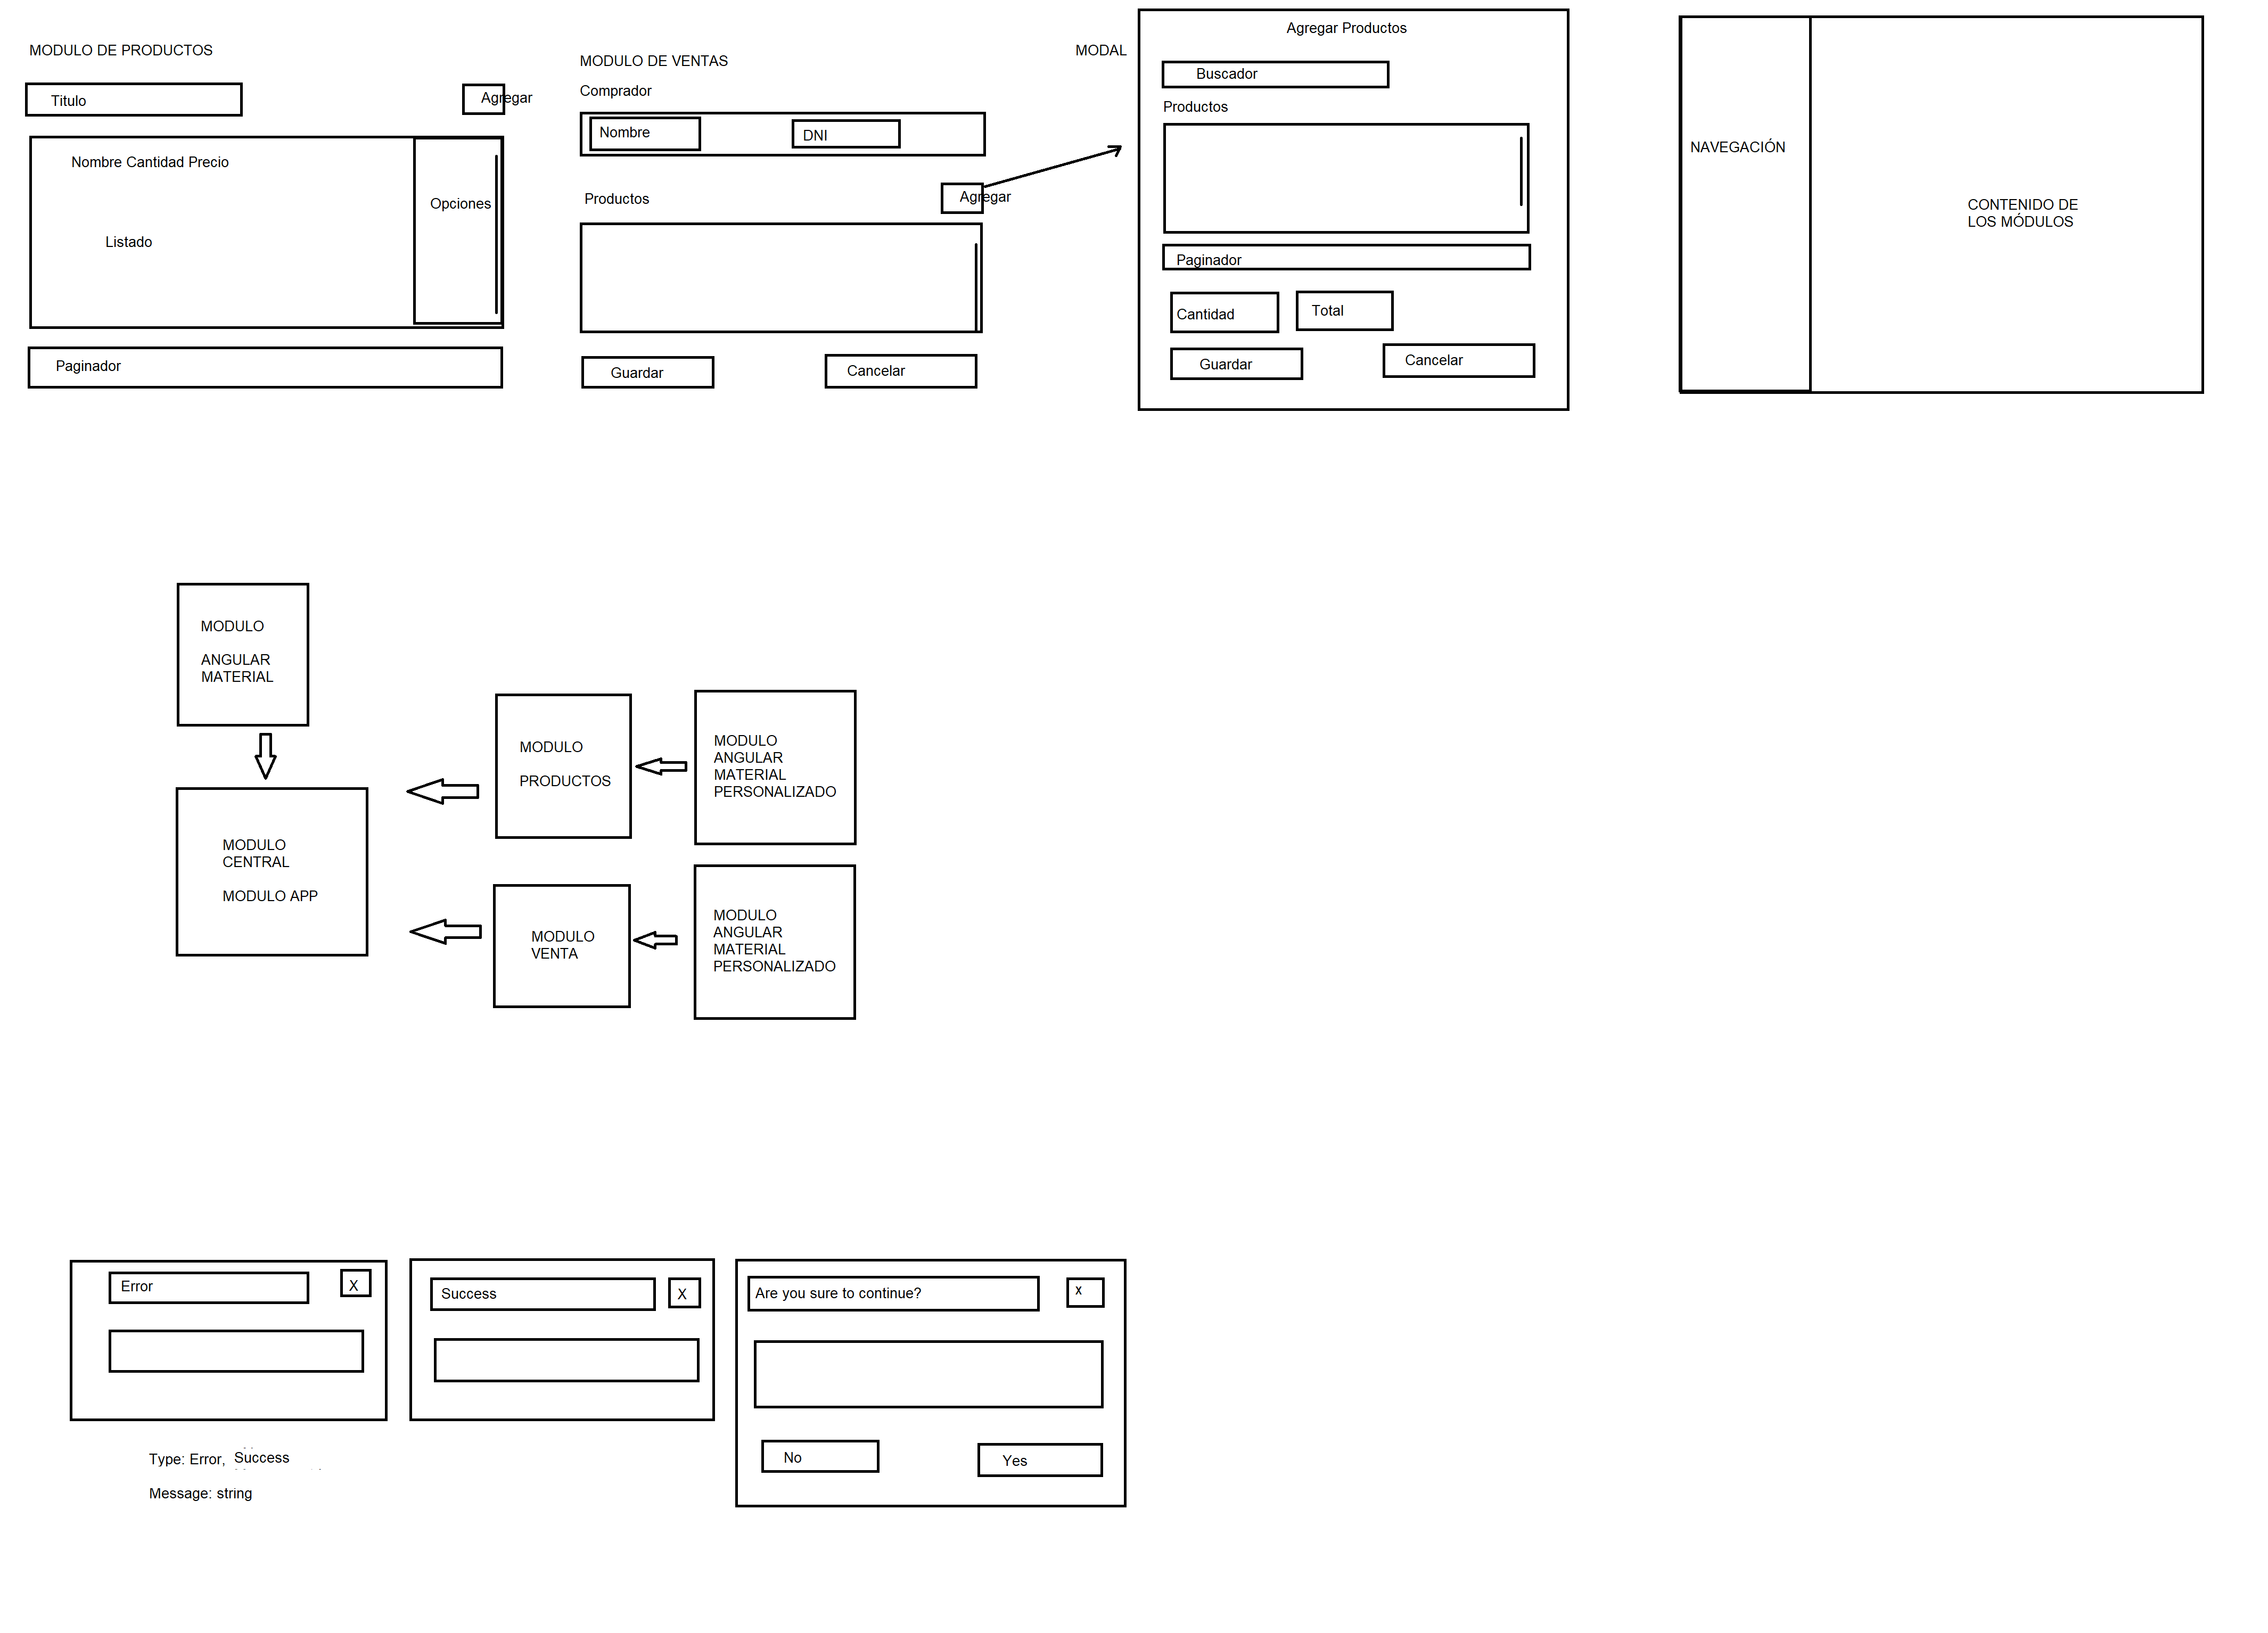 MODULO DE PRODUCTOS
Titulo
Agregar
Nombre Cantidad Precio
Opciones
Listado
Paginador
MODULO DE VENTAS
Comprador
Nombre
DNI
Productos
Agregar
Guardar
Cancelar
MODAL
Agregar Productos
Buscador
Productos
Paginador
Cantidad
Total
Guardar
Cancelar
NAVEGACIÓN
CONTENIDO DE
LOS MÓDULOS
MODULO
ANGULAR
MATERIAL
MODULO
CENTRAL
MODULO APP
MODULO
PRODUCTOS
MODULO
ANGULAR
MATERIAL
PERSONALIZADO
MODULO
VENTA
MODULO
ANGULAR
MATERIAL
PERSONALIZADO
Error
X
Success
X
Are you sure to continue?
x
No
Yes
Type: Error, Success
Message: string